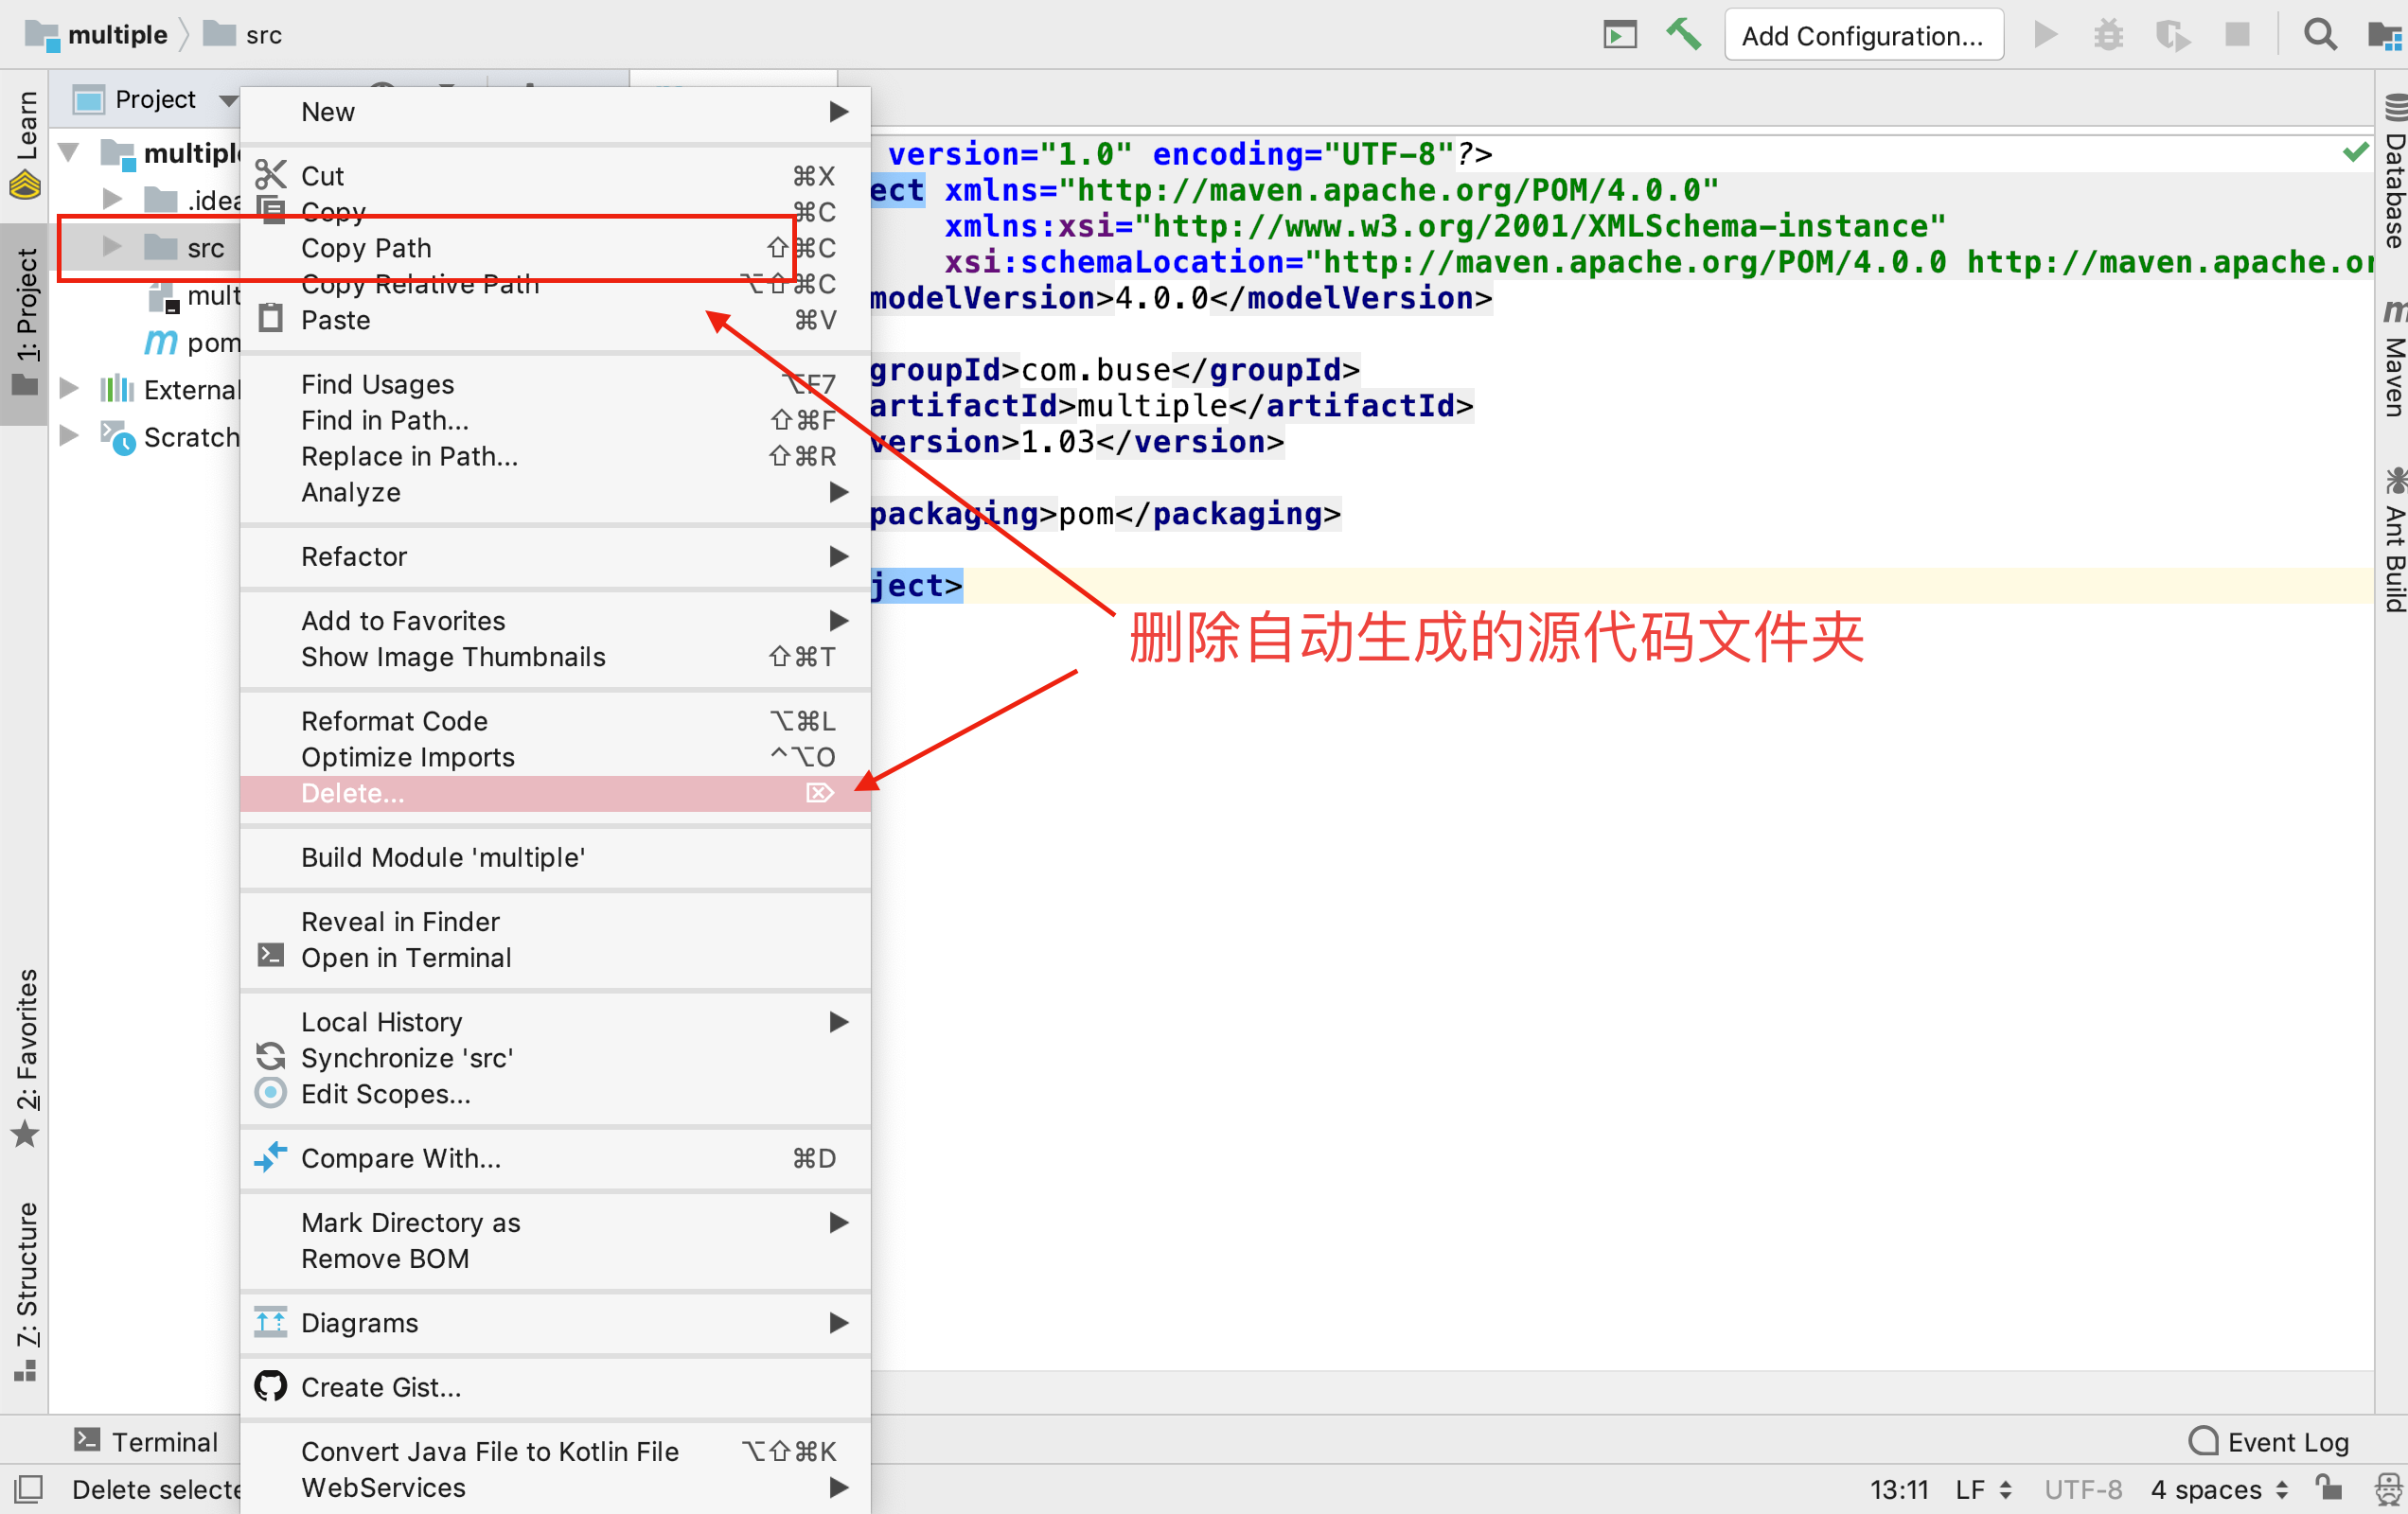 multiple src
Add Configuration...
Learn
1: Project
2: Favorites
7: Structure
Project
multiple
.idea
src
mult
pom
External
Scratch
New
Cut ⌘X
Copy ⌘C
Copy Path ⇧⌘C
Copy Relative Path ⌥⇧⌘C
Paste ⌘V
Find Usages ⌥F7
Find in Path... ⇧⌘F
Replace in Path... ⇧⌘R
Analyze
Refactor
Add to Favorites
Show Image Thumbnails ⇧⌘T
Reformat Code ⌥⌘L
Optimize Imports ^⌥O
Delete... ⌦
Build Module 'multiple'
Reveal in Finder
Open in Terminal
Local History
Synchronize 'src'
Edit Scopes...
Compare With... ⌘D
Mark Directory as
Remove BOM
Diagrams
Create Gist...
Convert Java File to Kotlin File ⌥⇧⌘K
WebServices
version="1.0" encoding="UTF-8"?>
ect xmlns="http://maven.apache.org/POM/4.0.0"
xmlns:xsi="http://www.w3.org/2001/XMLSchema-instance"
xsi:schemaLocation="http://maven.apache.org/POM/4.0.0 http://maven.apache.or
modelVersion>4.0.0</modelVersion>
groupId>com.buse</groupId>
artifactId>multiple</artifactId>
version>1.03</version>
packaging>pom</packaging>
ject>
删除自动生成的源代码文件夹
Database
Maven
Ant Build
Terminal
Event Log
Delete selecte
13:11 LF UTF-8 4 spaces